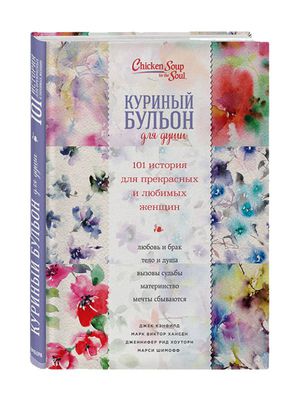 Chicken Soup
for the Soul
КУРИНЫЙ
БУЛЬОН
для души
101 история
для прекрасных
и любимых
женщин
любовь и брак
тело и душа
вызовы судьбы
материнство
мечты сбываются
ДЖЕК КЭНФИЛД
МАРК ВИКТОР ХАНСЕН
ДЖЕННИФЕР РИД ХОУТОРН
МАРСИ ШИМОФФ
КУРИНЫЙ БУЛЬОН для души
101 ИСТОРИЯ